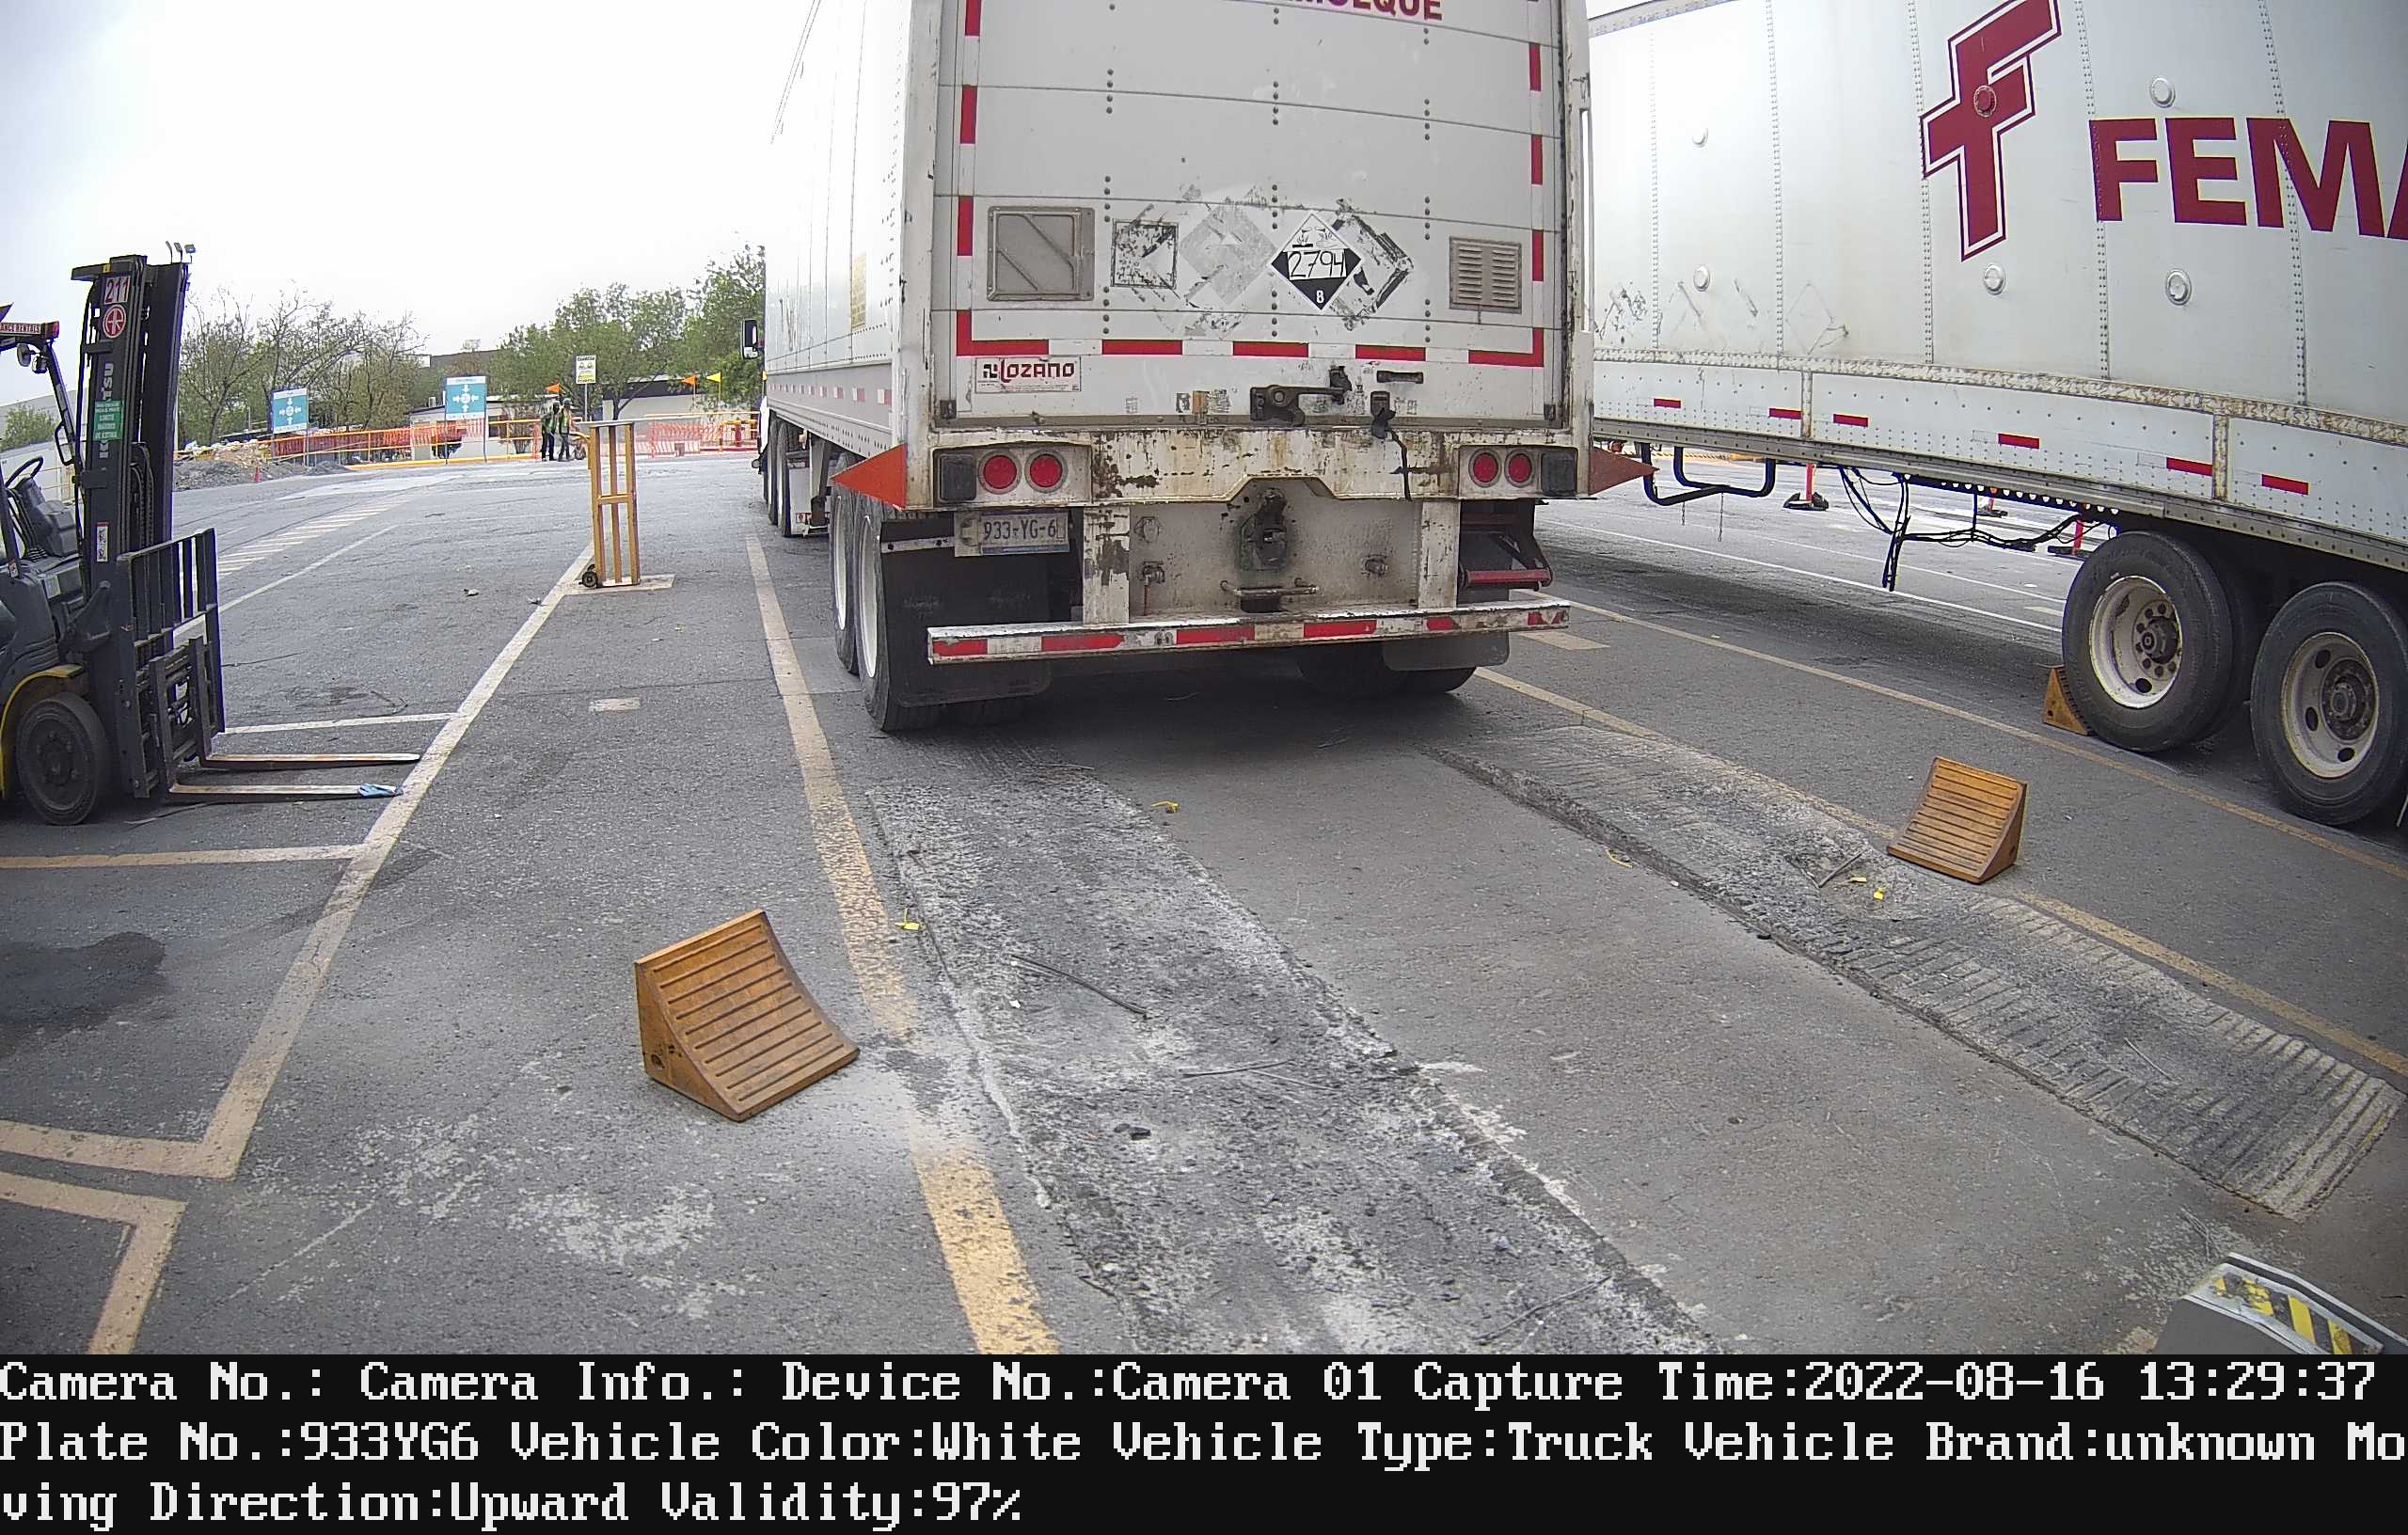 FEMA
211
2794
8
LOZANO
933-YG-6
Camera No.: Camera Info.: Device No.:Camera 01 Capture Time:2022-08-16 13:29:37
Plate No.:933YG6 Vehicle Color:White Vehicle Type:Truck Vehicle Brand:unknown Mo
ving Direction:Upward Validity:97%